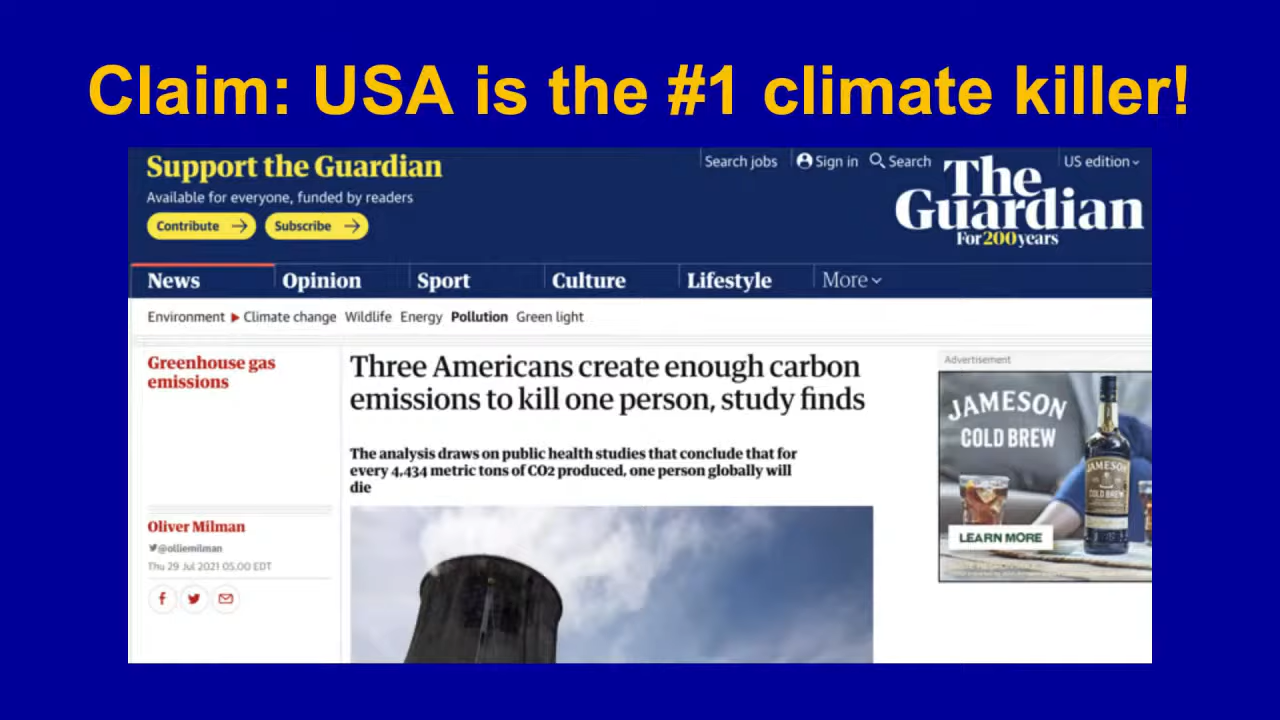 Claim: USA is the #1 climate killer!
Support the Guardian
Available for everyone, funded by readers
Contribute →
Subscribe →
Search jobs
Sign in
Search
US edition
The
Guardian
For 200 years
News
Opinion
Sport
Culture
Lifestyle
More
Environment ▶ Climate change Wildlife Energy Pollution Green light
Greenhouse gas
emissions
Three Americans create enough carbon
emissions to kill one person, study finds
The analysis draws on public health studies that conclude that for
every 4,434 metric tons of CO2 produced, one person globally will
die
Oliver Milman
@olliemilman
Thu 29 Jul 2021 05.00 EDT
Advertisement
JAMESON
COLD BREW
JAMESON
COLD BREW
LEARN MORE